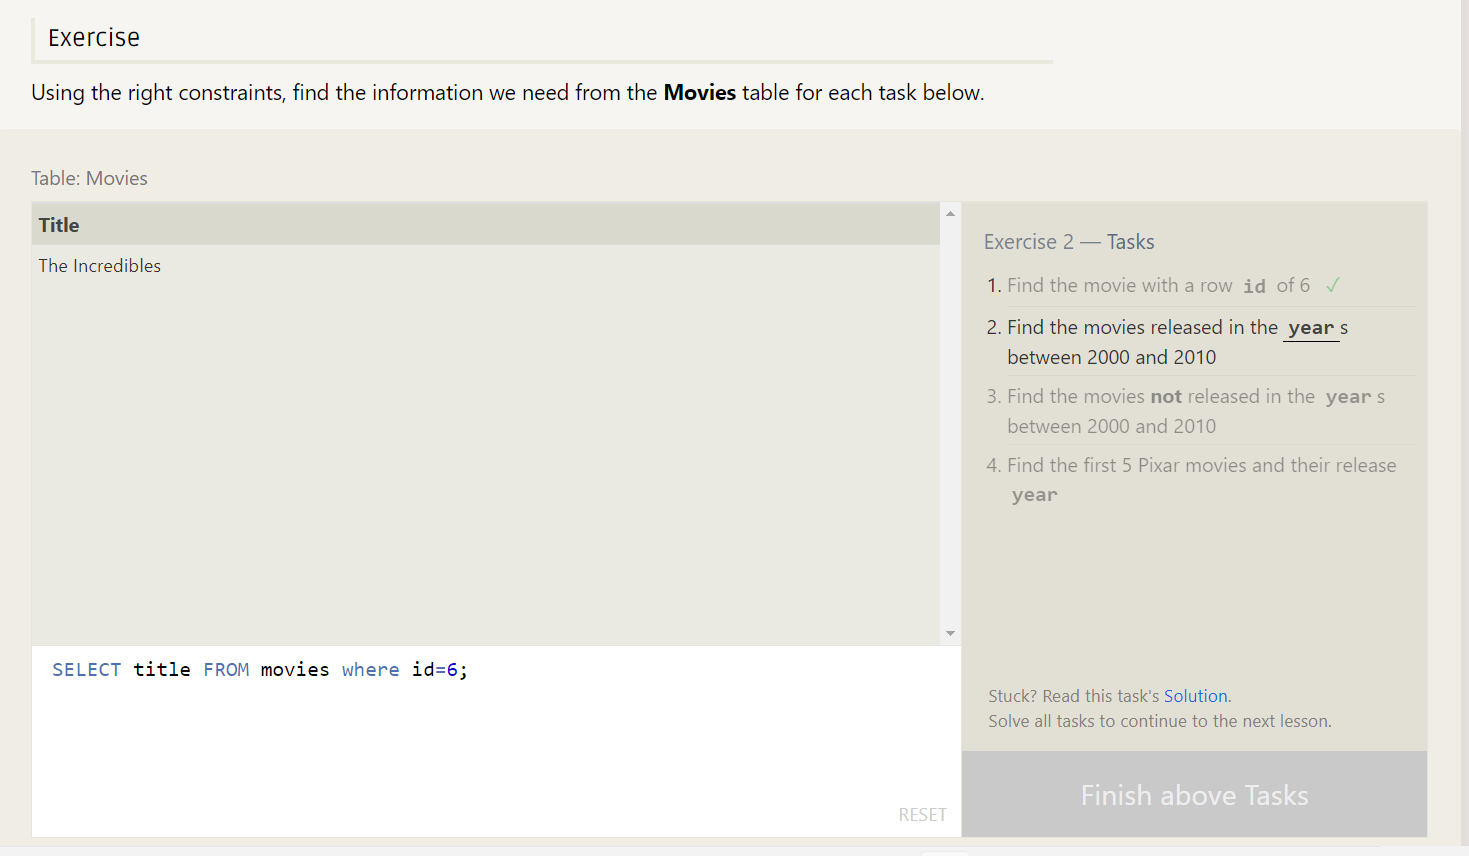 Exercise
Using the right constraints, find the information we need from the Movies table for each task below.
Table: Movies
Title
The Incredibles
SELECT title FROM movies where id=6;
RESET
Exercise 2 — Tasks
1. Find the movie with a row id of 6 ✓
2. Find the movies released in the year s
between 2000 and 2010
3. Find the movies not released in the year s
between 2000 and 2010
4. Find the first 5 Pixar movies and their release
year
Stuck? Read this task's Solution.
Solve all tasks to continue to the next lesson.
Finish above Tasks